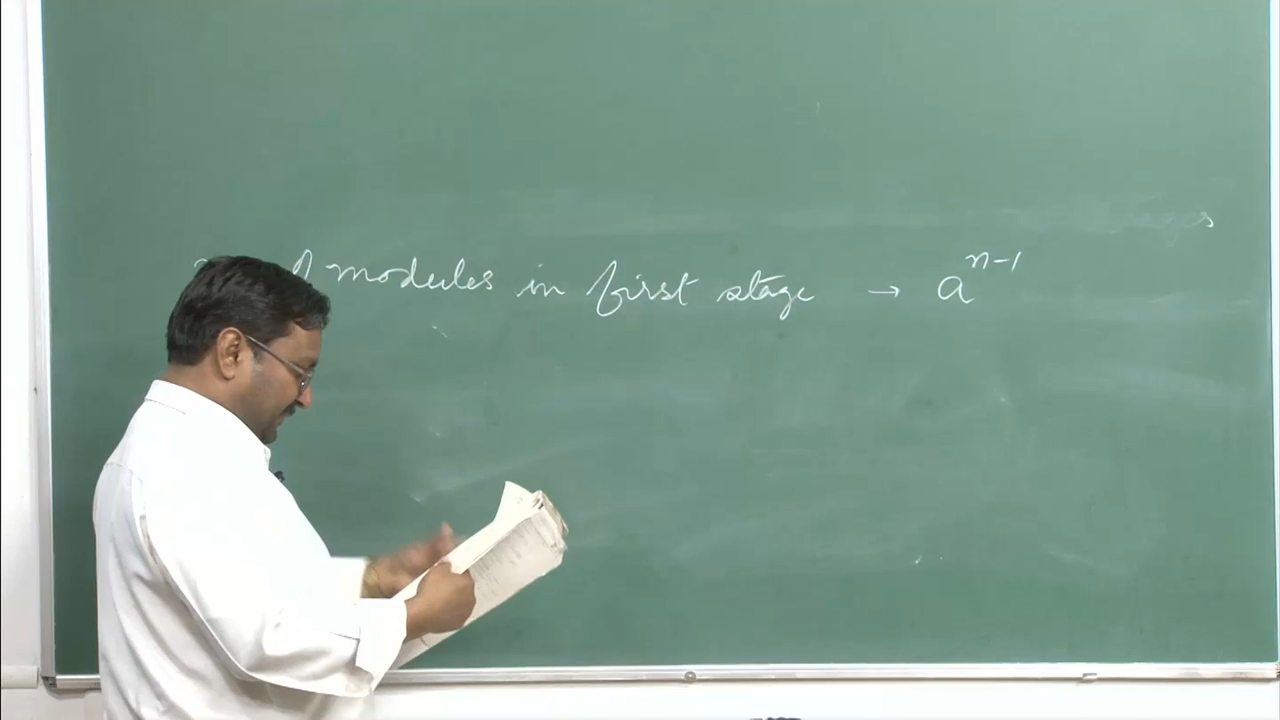 modules in first stage → a^{n-1}